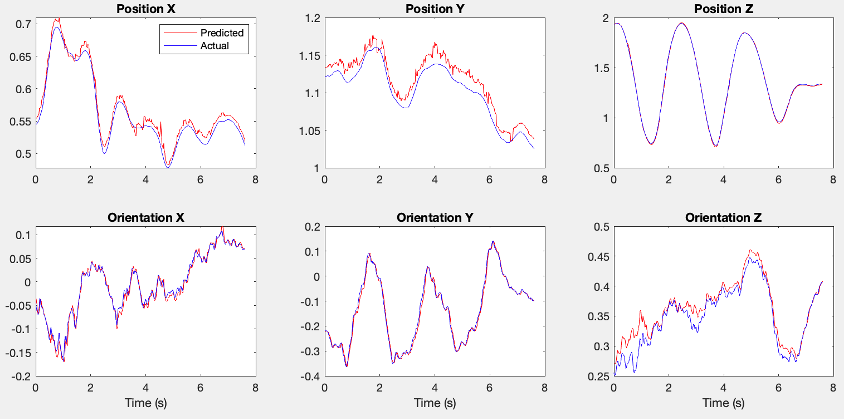 Position X
Position Y
Position Z
0.7
0.65
0.6
0.55
0.5
Predicted
Actual
1.2
1.15
1.1
1.05
1
2
1.5
1
0.5
0 2 4 6 8
0 2 4 6 8
0 2 4 6 8
Orientation X
Orientation Y
Orientation Z
0.1
0.05
0
-0.05
-0.1
-0.15
-0.2
0.2
0.1
0
-0.1
-0.2
-0.3
-0.4
0.5
0.45
0.4
0.35
0.3
0.25
0 2 4 6 8
0 2 4 6 8
0 2 4 6 8
Time (s)
Time (s)
Time (s)